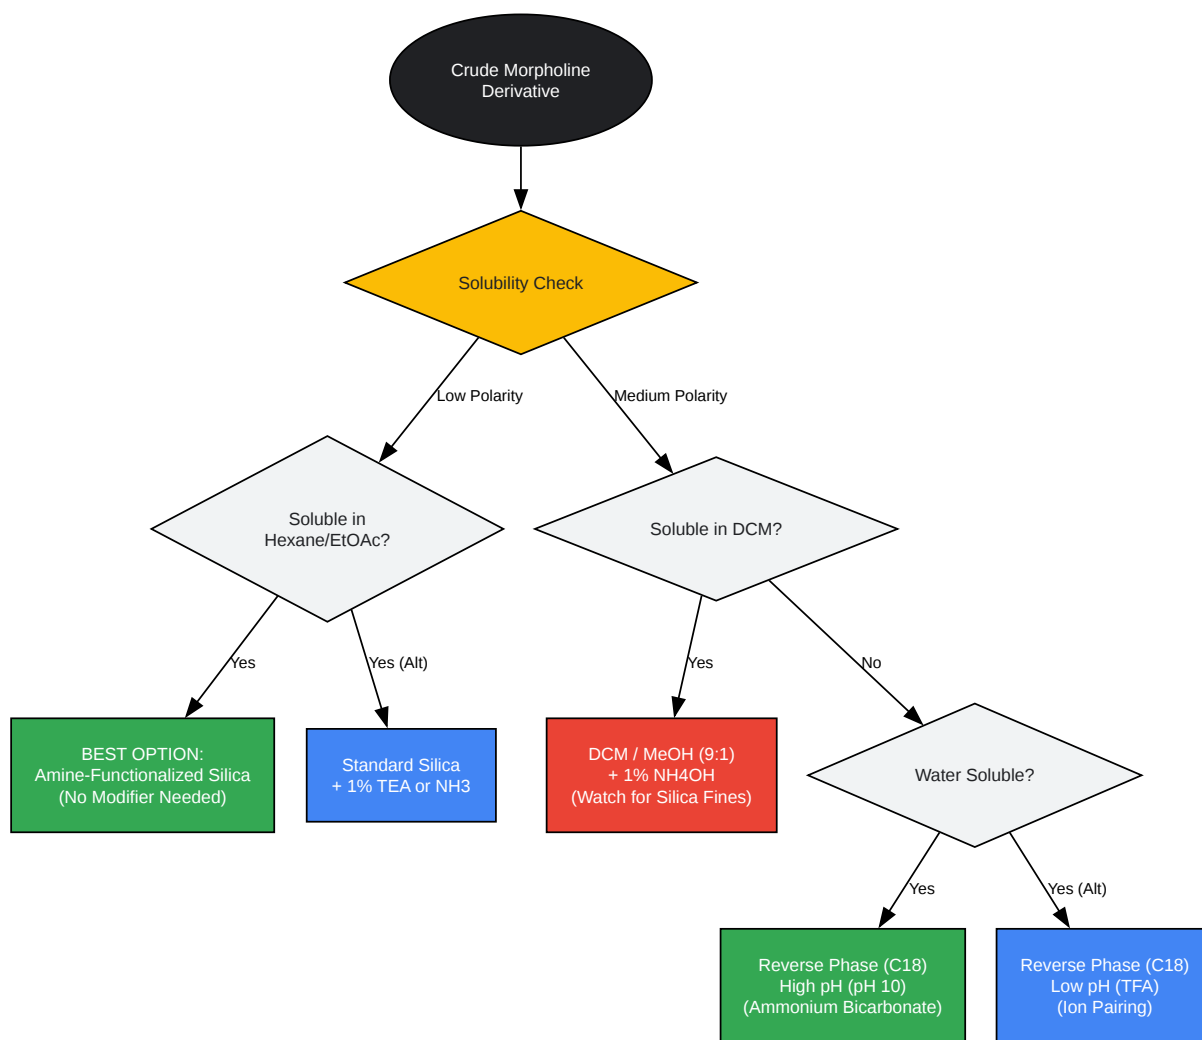 Crude Morpholine
Derivative
Solubility Check
Low Polarity
Medium Polarity
Soluble in
Hexane/EtOAc?
Soluble in DCM?
Yes
Yes (Alt)
Yes
No
BEST OPTION:
Amine-Functionalized Silica
(No Modifier Needed)
Standard Silica
+ 1% TEA or NH3
DCM / MeOH (9:1)
+ 1% NH4OH
(Watch for Silica Fines)
Water Soluble?
Yes
Yes (Alt)
Reverse Phase (C18)
High pH (pH 10)
(Ammonium Bicarbonate)
Reverse Phase (C18)
Low pH (TFA)
(Ion Pairing)